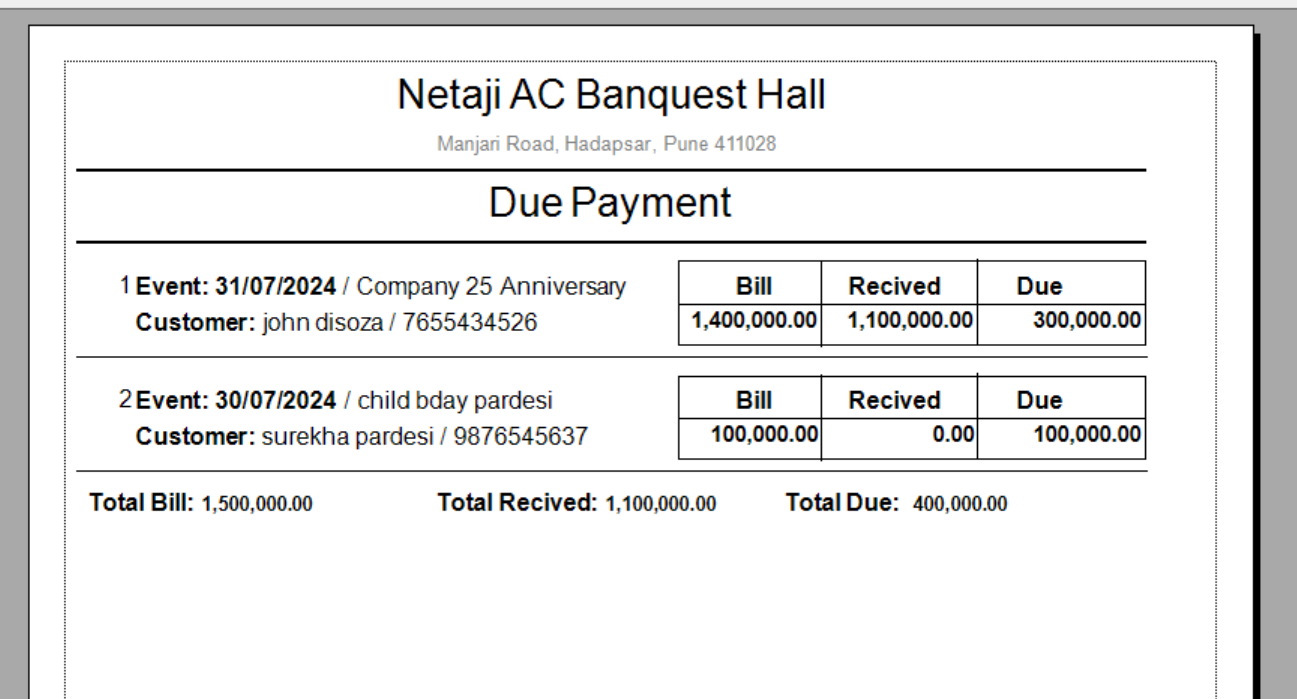 Netaji AC Banquest Hall
Manjari Road, Hadapsar, Pune 411028
Due Payment
1 Event: 31/07/2024 / Company 25 Anniversary
Customer: john disoza / 7655434526
Bill Recived Due
1,400,000.00 1,100,000.00 300,000.00
2 Event: 30/07/2024 / child bday pardesi
Customer: surekha pardesi / 9876545637
Bill Recived Due
100,000.00 0.00 100,000.00
Total Bill: 1,500,000.00 Total Recived: 1,100,000.00 Total Due: 400,000.00